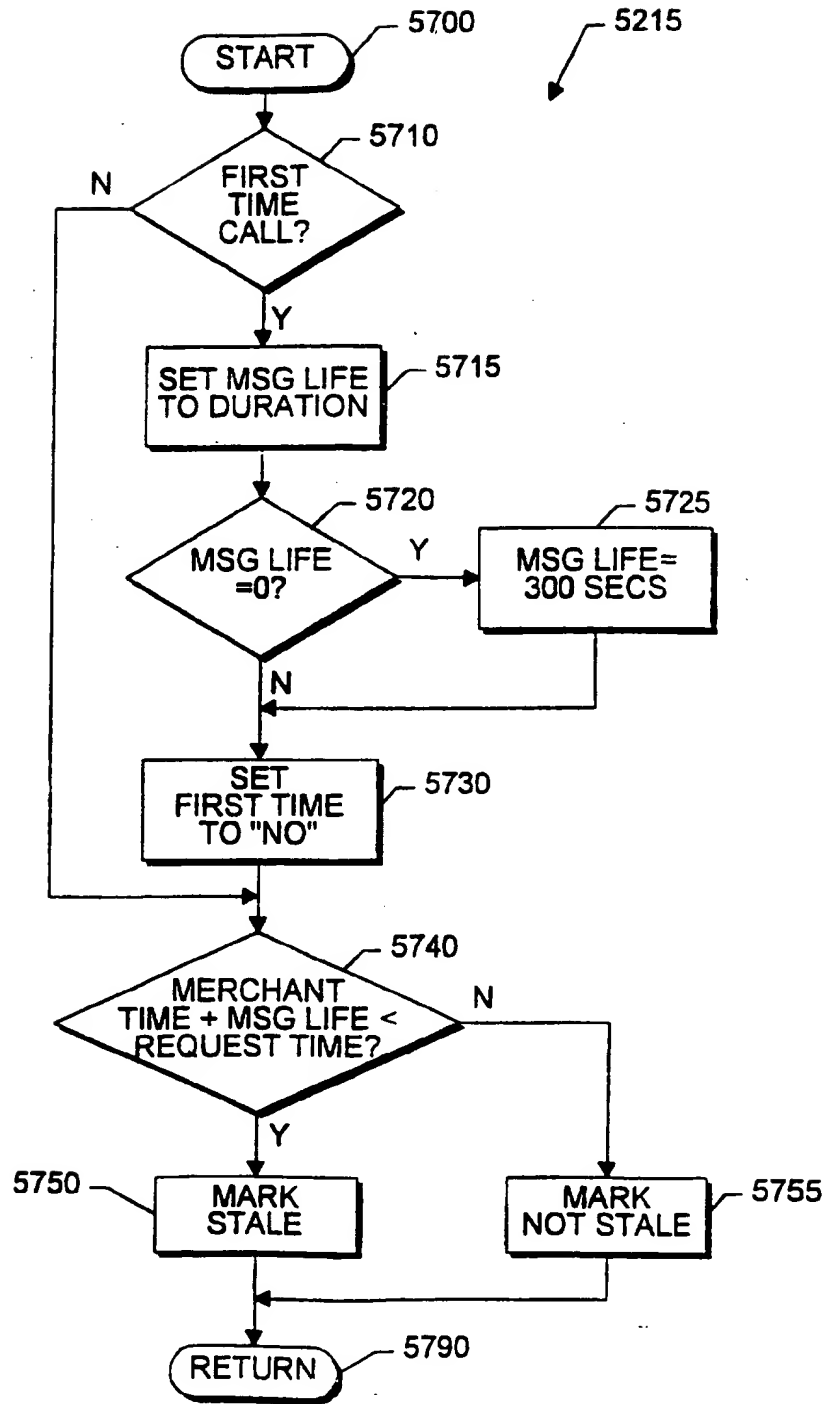 5700
5215
START
5710
N
FIRST
TIME
CALL?
Y
5715
SET MSG LIFE
TO DURATION
5720
5725
MSG LIFE
=0?
Y
MSG LIFE=
300 SECS
N
SET
FIRST TIME
TO "NO"
5730
5740
MERCHANT
TIME + MSG LIFE <
REQUEST TIME?
N
Y
5750
MARK
STALE
MARK
NOT STALE
5755
RETURN
5790